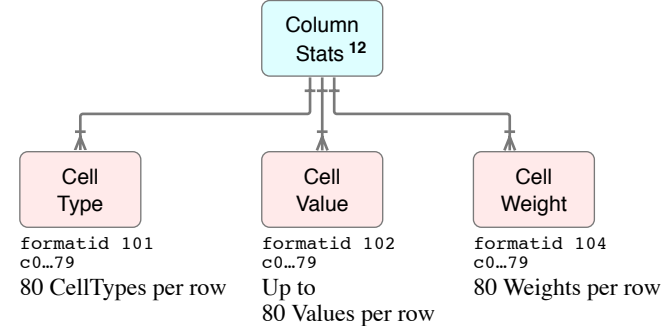 Column
Stats 12
Cell
Type
Cell
Value
Cell
Weight
formatid 101
c0…79
80 CellTypes per row
formatid 102
c0…79
Up to
80 Values per row
formatid 104
c0…79
80 Weights per row